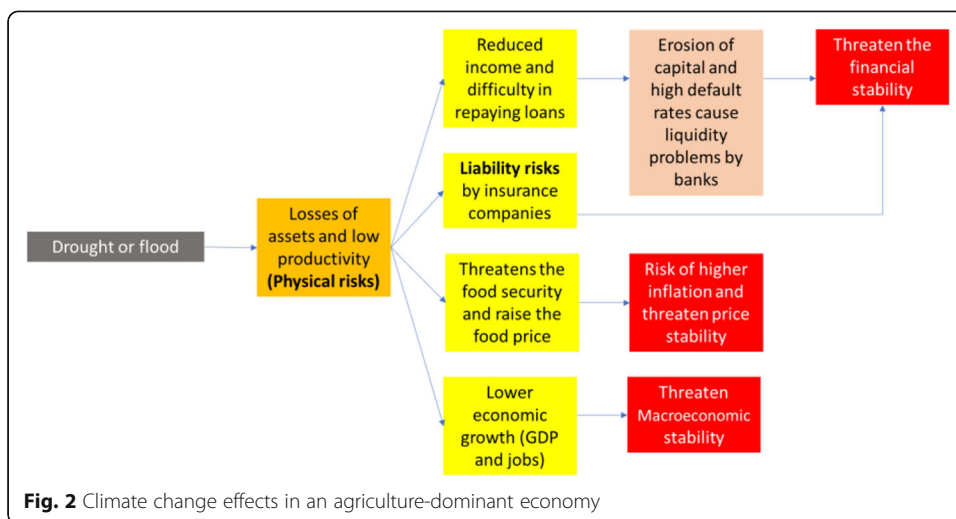 Reduced
income and
difficulty in
repaying loans
Erosion of
capital and
high default
rates cause
liquidity
problems by
banks
Threaten the
financial
stability
Liability risks
by insurance
companies
Drought or flood
Losses of
assets and low
productivity
(Physical risks)
Threatens the
food security
and raise the
food price
Risk of higher
inflation and
threaten price
stability
Lower
economic
growth (GDP
and jobs)
Threaten
Macroeconomic
stability
Fig. 2 Climate change effects in an agriculture-dominant economy